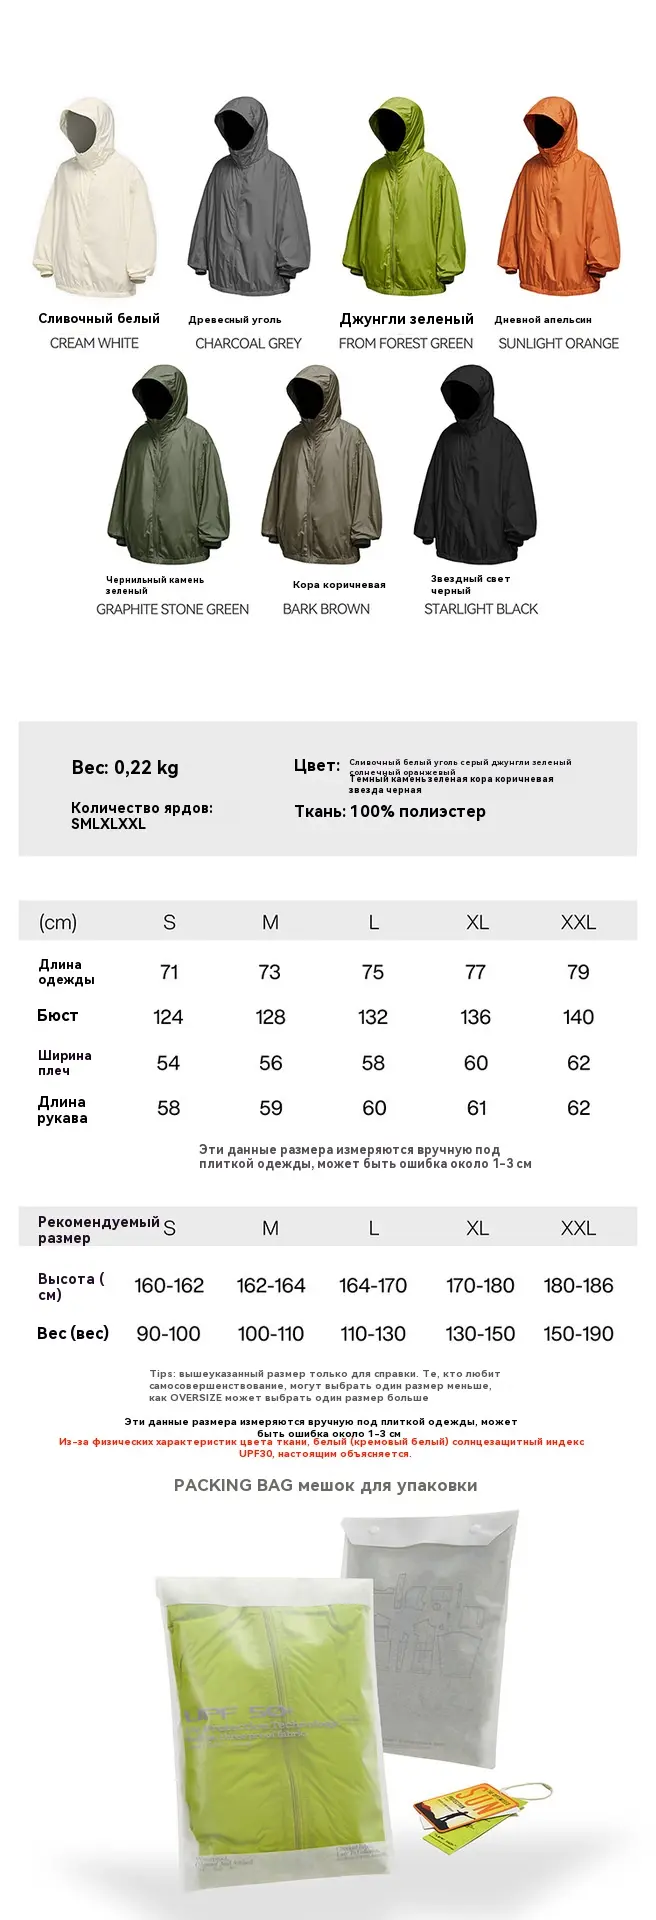 Сливочный белый
Древесный уголь
Джунгли зеленый
Дневной апельсин
CREAM WHITE
CHARCOAL GREY
FROM FOREST GREEN
SUNLIGHT ORANGE
Чернильный камень
зеленый
Кора коричневая
Звездный свет
черный
GRAPHITE STONE GREEN
BARK BROWN
STARLIGHT BLACK
Вес: 0,22 kg
Цвет: Сливочный белый уголь серый джунгли зеленый
солнечный оранжевый
Темный камень зеленая кора коричневая
звезда черная
Количество ярдов:
SMLXLXXL
Ткань: 100% полиэстер
(cm) S M L XL XXL
Длина
одежды 71 73 75 77 79
Бюст 124 128 132 136 140
Ширина
плеч 54 56 58 60 62
Длина
рукава 58 59 60 61 62
Эти данные размера измеряются вручную под
плиткой одежды, может быть ошибка около 1-3 см
Рекомендуемый
размер S M L XL XXL
Высота (
см) 160-162 162-164 164-170 170-180 180-186
Вес (вес) 90-100 100-110 110-130 130-150 150-190
Tips: вышеуказанный размер только для справки. Те, кто любит
самосовершенствование, могут выбрать один размер меньше,
как OVERSIZE может выбрать один размер больше
Эти данные размера измеряются вручную под плиткой одежды, может
быть ошибка около 1-3 см
Из-за физических характеристик цвета ткани, белый (кремовый белый) солнцезащитный индекс
UPF30, настоящим объясняется.
PACKING BAG мешок для упаковки
UPF 50+
SUN